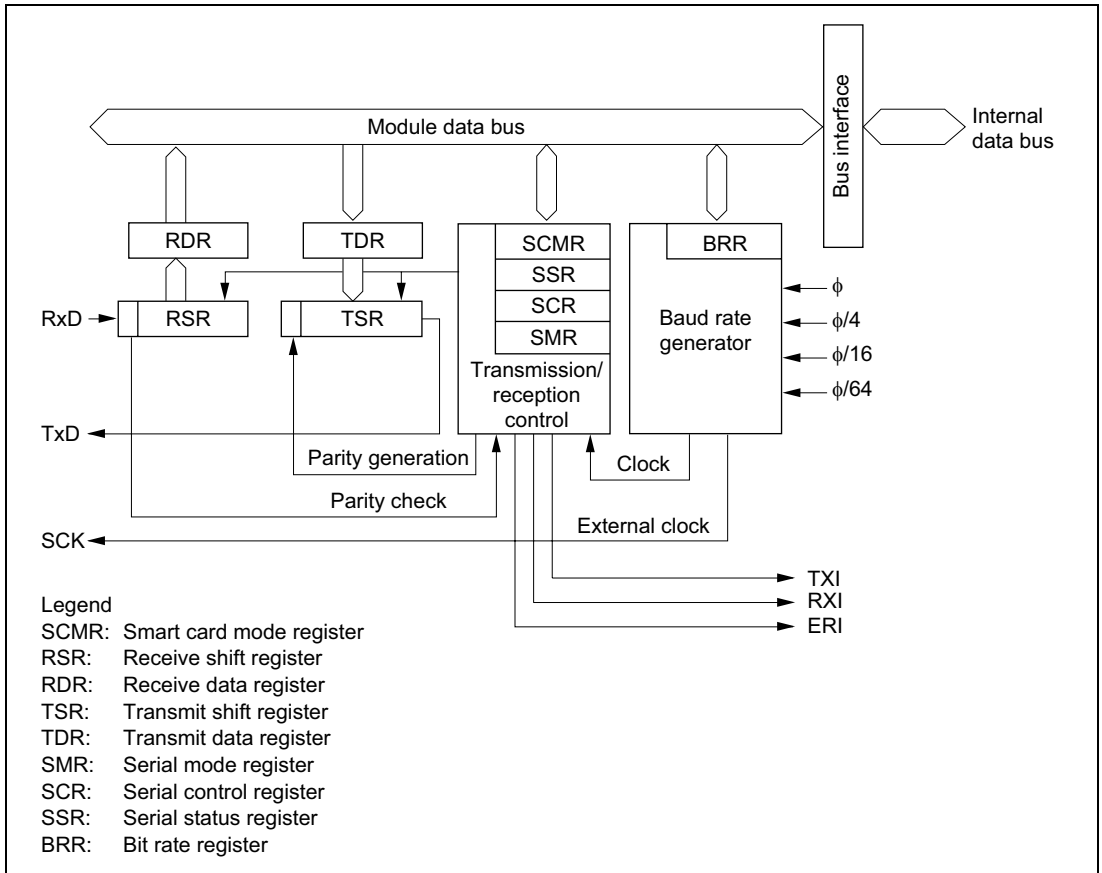 Module data bus
Bus interface
Internal
data bus
RDR
TDR
SCMR
SSR
SCR
SMR
Transmission/
reception
control
BRR
Baud rate
generator
ϕ
ϕ/4
ϕ/16
ϕ/64
RxD
RSR
TSR
TxD
Parity generation
Parity check
Clock
External clock
SCK
TXI
RXI
ERI
Legend
SCMR: Smart card mode register
RSR: Receive shift register
RDR: Receive data register
TSR: Transmit shift register
TDR: Transmit data register
SMR: Serial mode register
SCR: Serial control register
SSR: Serial status register
BRR: Bit rate register